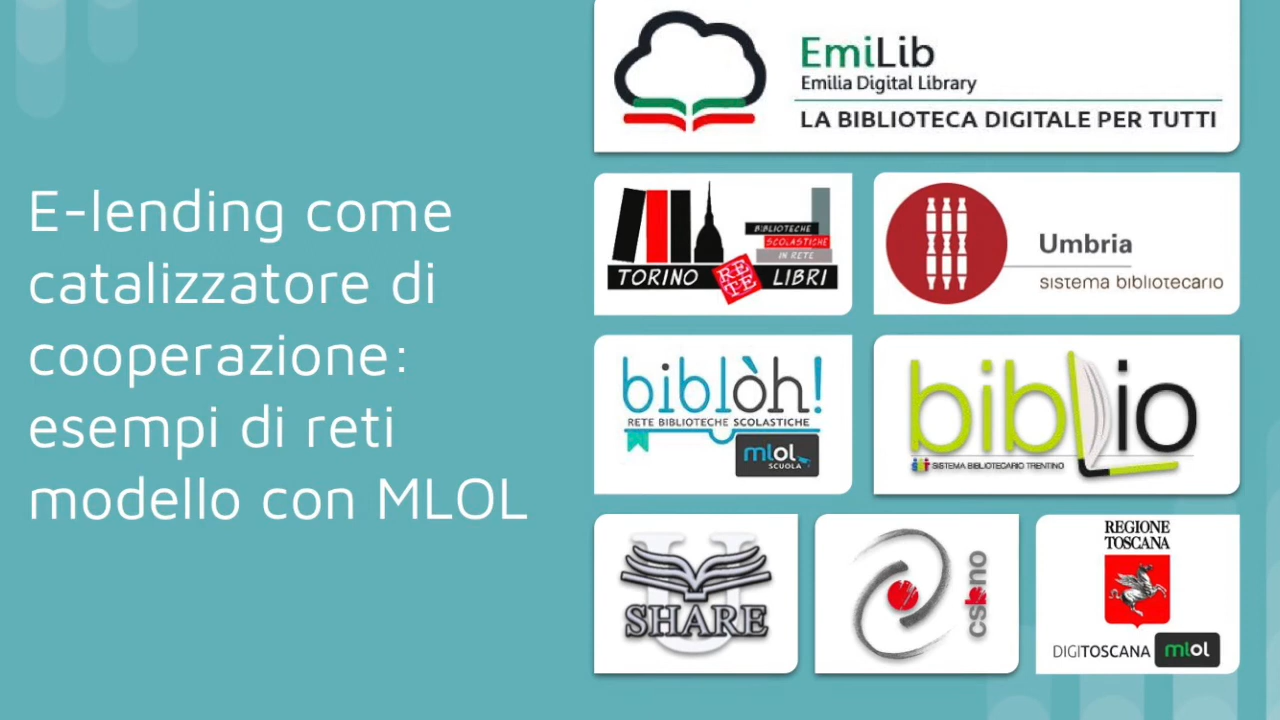 E-lending come
catalizzatore di
cooperazione:
esempi di reti
modello con MLOL
EmiLib
Emilia Digital Library
LA BIBLIOTECA DIGITALE PER TUTTI
BIBLIOTECHE
SCOLASTICHE
IN RETE
TORINO RETE LIBRI
Umbria
sistema bibliotecario
biblòh!
RETE BIBLIOTECHE SCOLASTICHE
mlol
SCUOLA
biblio
SISTEMA BIBLIOTECARIO TRENTINO
U
SHARE
csbno
REGIONE
TOSCANA
DIGITOSCANA mlol